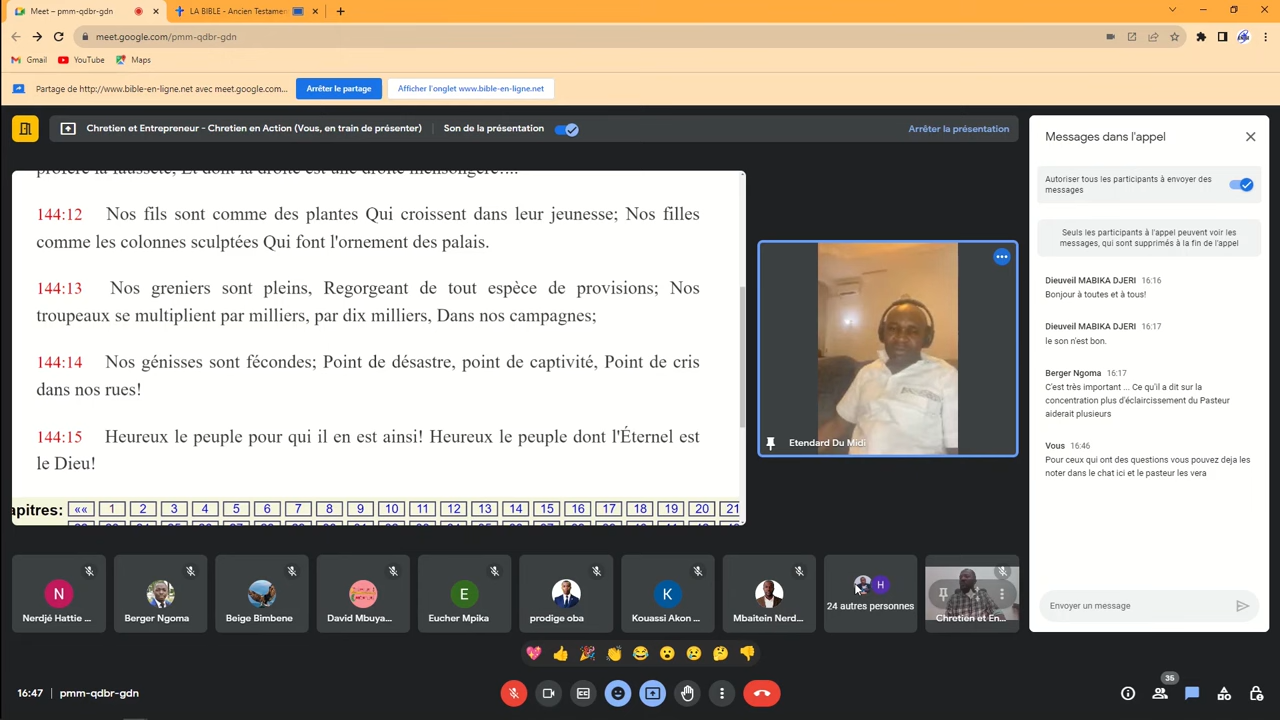 Meet – pmm-qdbr-gdn
LA BIBLE - Ancien Testamen
meet.google.com/pmm-qdbr-gdn
Gmail
YouTube
Maps
Partage de http://www.bible-en-ligne.net avec meet.google.com...
Arrêter le partage
Afficher l'onglet www.bible-en-ligne.net
Chretien et Entrepreneur - Chretien en Action (Vous, en train de présenter)
Son de la présentation
Arrêter la présentation
profère la fausseté, Et dont la droite est une droite mensongère!...
144:12 Nos fils sont comme des plantes Qui croissent dans leur jeunesse; Nos filles
comme les colonnes sculptées Qui font l'ornement des palais.
144:13 Nos greniers sont pleins, Regorgeant de tout espèce de provisions; Nos
troupeaux se multiplient par milliers, par dix milliers, Dans nos campagnes;
144:14 Nos génisses sont fécondes; Point de désastre, point de captivité, Point de cris
dans nos rues!
144:15 Heureux le peuple pour qui il en est ainsi! Heureux le peuple dont l'Éternel est
le Dieu!
apitres: «« 1 2 3 4 5 6 7 8 9 10 11 12 13 14 15 16 17 18 19 20 21
Etendard Du Midi
Messages dans l'appel
Autoriser tous les participants à envoyer des
messages
Seuls les participants à l'appel peuvent voir les
messages, qui sont supprimés à la fin de l'appel
Dieuveil MABIKA DJERI 16:16
Bonjour à toutes et à tous!
Dieuveil MABIKA DJERI 16:17
le son n'est bon.
Berger Ngoma 16:17
C'est très important ... Ce qu'il a dit sur la
concentration plus d'éclaircissement du Pasteur
aiderait plusieurs
Vous 16:46
Pour ceux qui ont des questions vous pouvez deja les
noter dans le chat ici et le pasteur les vera
Envoyer un message
N
Nerdjé Hattie ...
Berger Ngoma
Beige Bimbene
David Mbuya...
E
Eucher Mpika
prodige oba
K
Kouassi Akon ...
Mbaitein Nerd...
H
24 autres personnes
Chretien et En...
16:47
pmm-qdbr-gdn
35